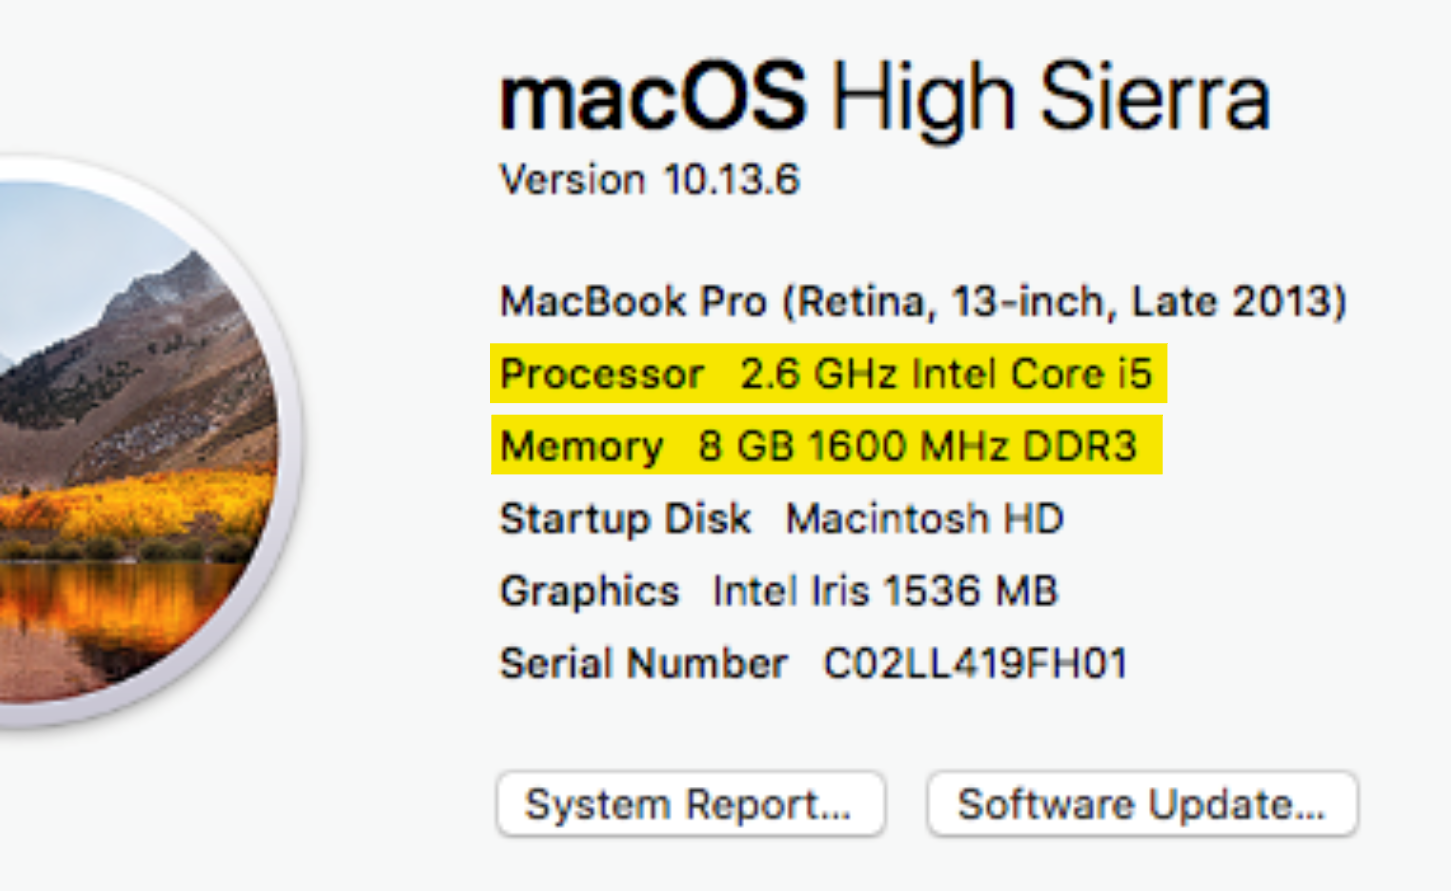 macOS High Sierra
Version 10.13.6
MacBook Pro (Retina, 13-inch, Late 2013)
Processor 2.6 GHz Intel Core i5
Memory 8 GB 1600 MHz DDR3
Startup Disk Macintosh HD
Graphics Intel Iris 1536 MB
Serial Number C02LL419FH01
System Report... Software Update...